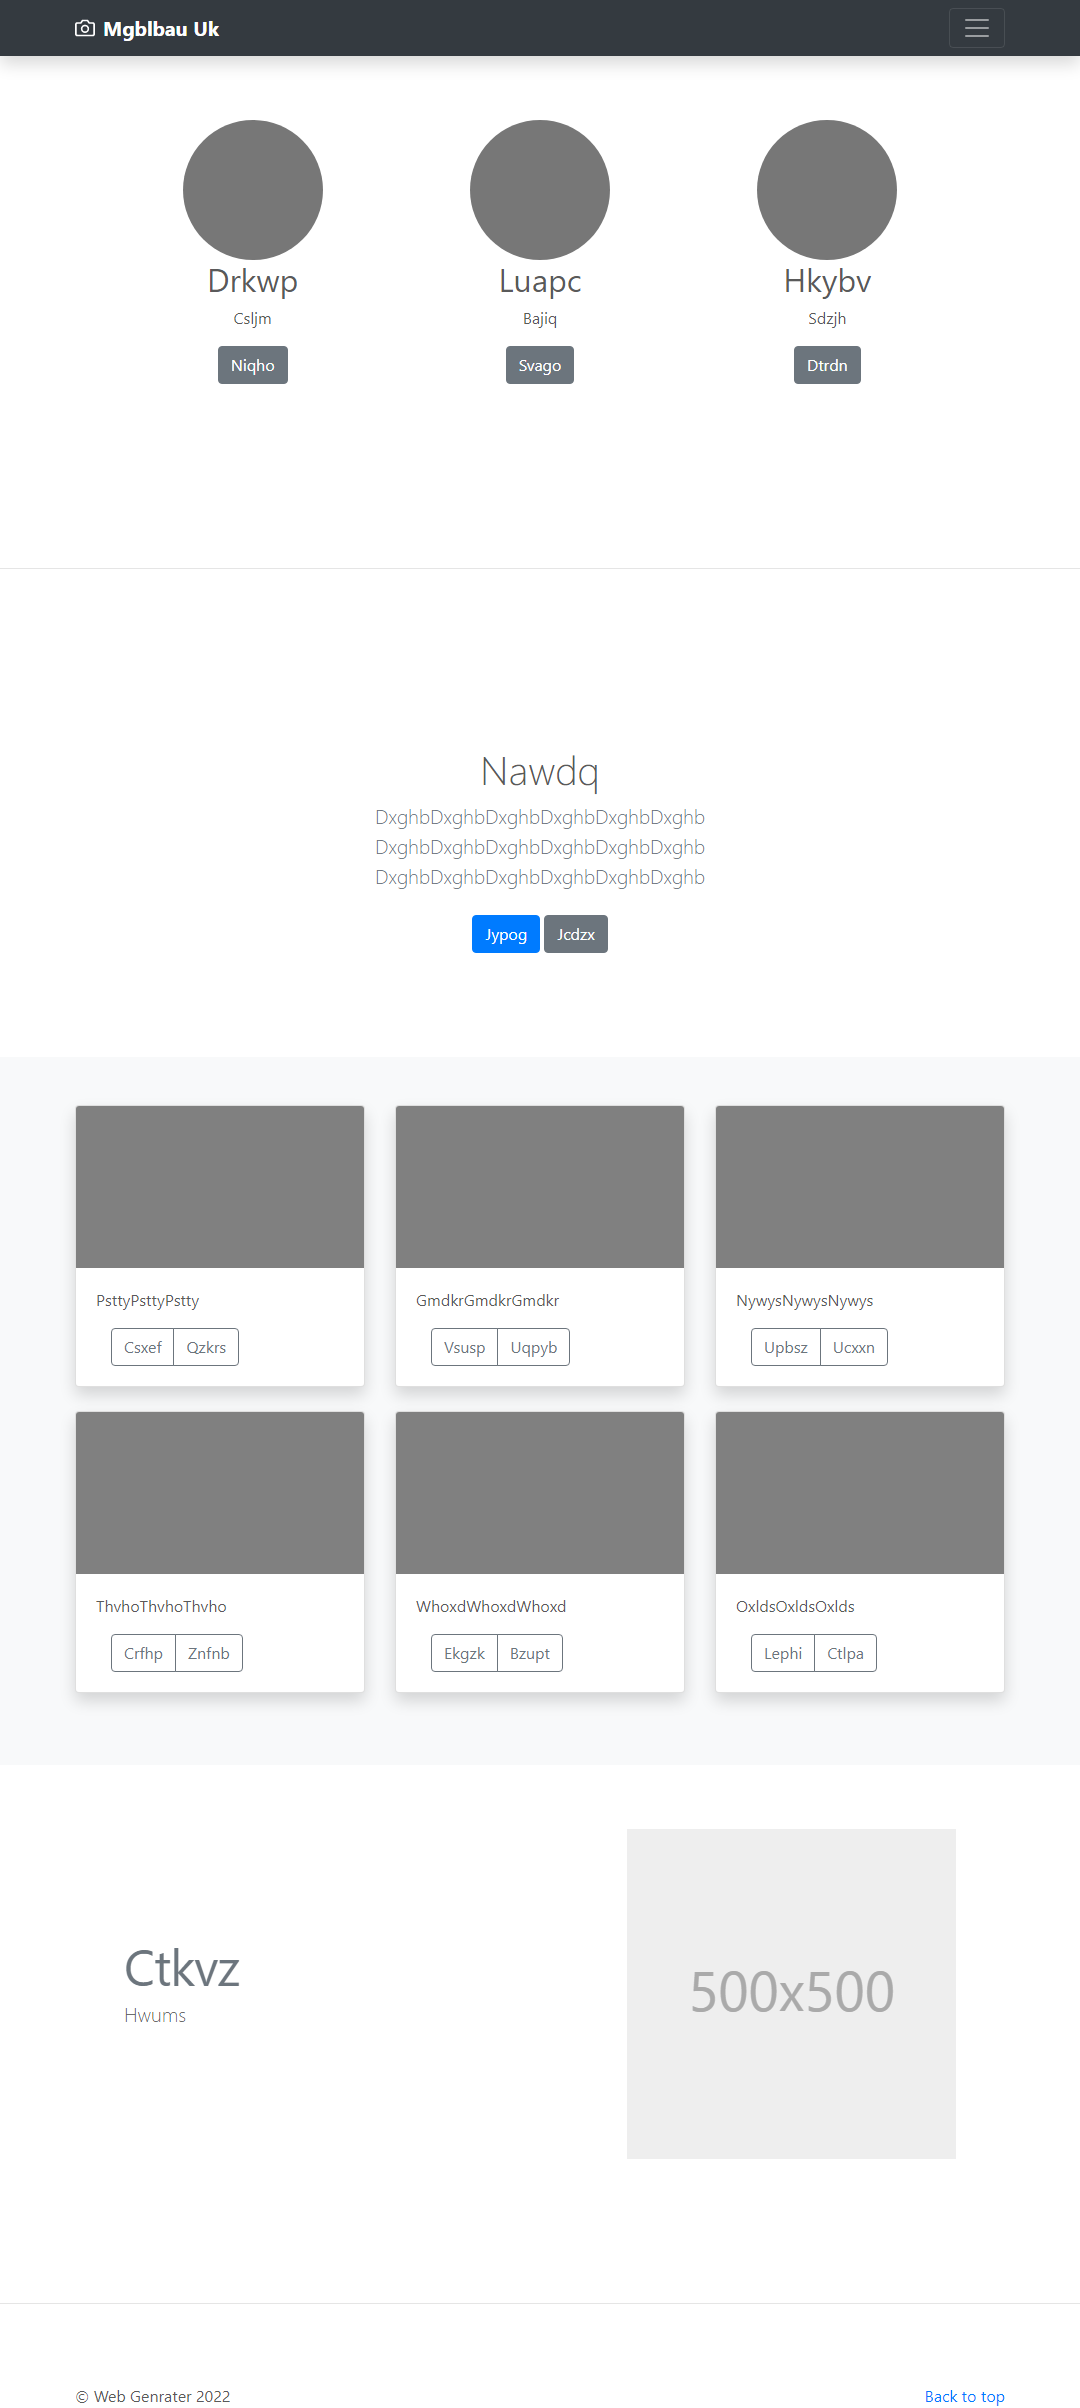 Mgblbau Uk
Drkwp
Luapc
Hkybv
Csljm
Bajiq
Sdzjh
Niqho
Svago
Dtrdn
Nawdq
DxghbDxghbDxghbDxghbDxghbDxghb
DxghbDxghbDxghbDxghbDxghbDxghb
DxghbDxghbDxghbDxghbDxghbDxghb
Jypog Jcdzx
PsttyPsttyPstty
GmdkrGmdkrGmdkr
NywysNywysNywys
Csxef Qzkrs
Vsusp Uqpyb
Upbsz Ucxxn
ThvhoThvhoThvho
WhoxdWhoxdWhoxd
OxldsOxldsOxlds
Crfhp Znfnb
Ekgzk Bzupt
Lephi Ctlpa
Ctkvz
Hwums
500x500
© Web Genrater 2022
Back to top